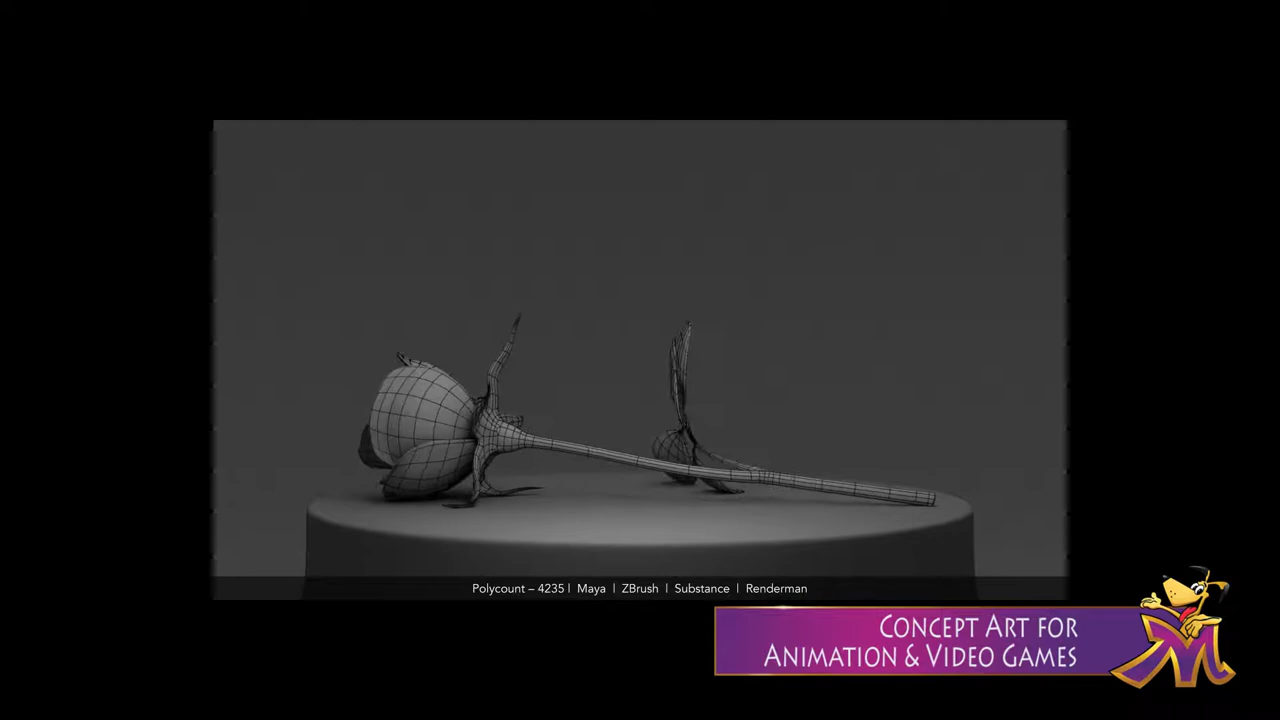 Polycount – 4235 | Maya | ZBrush | Substance | Renderman
Concept Art for
Animation & Video Games
M